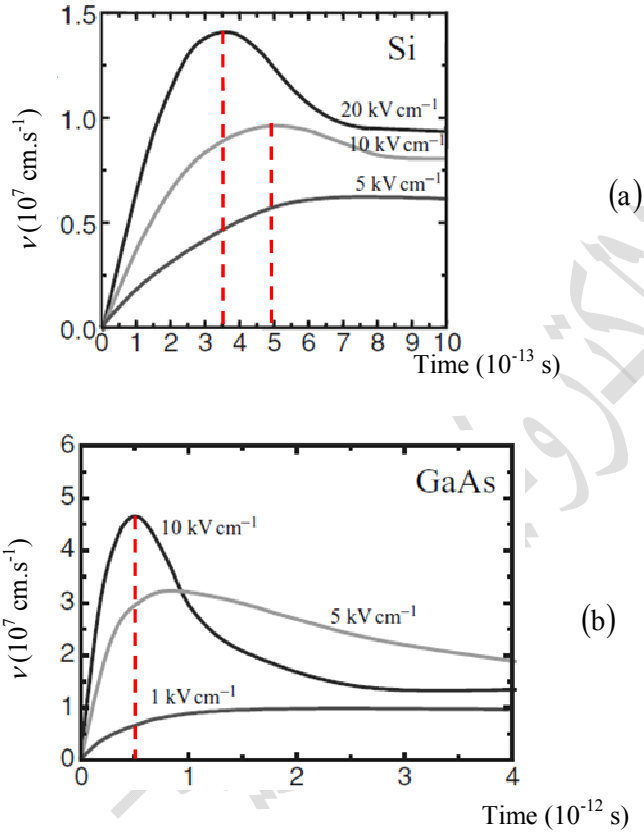 1.5
Si
20 kV cm⁻¹
1.0
10 kV cm⁻¹
5 kV cm⁻¹
(a)
ν (10⁷ cm.s⁻¹)
0.5
0.0
0 1 2 3 4 5 6 7 8 9 10
Time (10⁻¹³ s)
6
GaAs
5
10 kV cm⁻¹
4
ν (10⁷ cm.s⁻¹)
3
5 kV cm⁻¹
(b)
2
1 kV cm⁻¹
1
0
0 1 2 3 4
Time (10⁻¹² s)